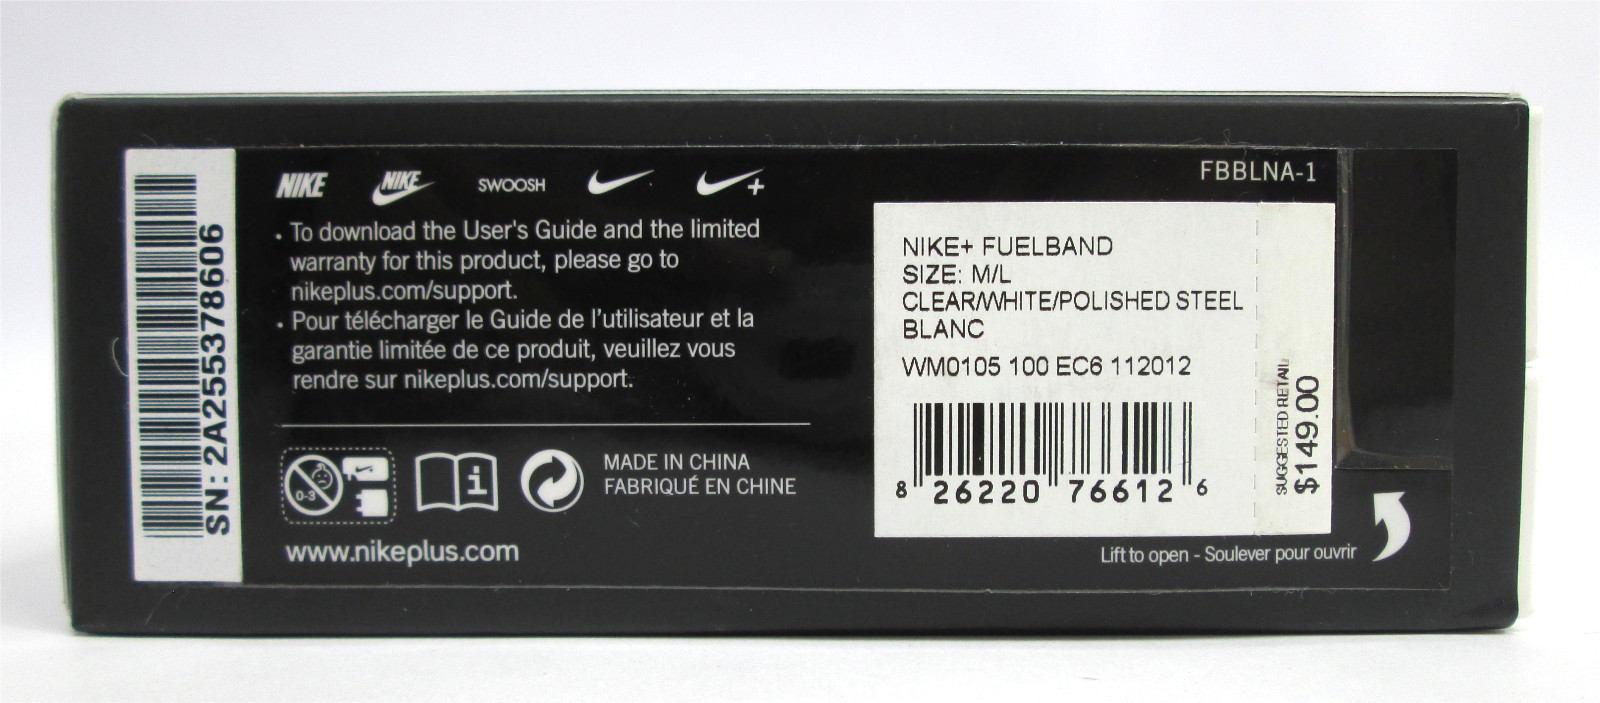 SN: 2A255378606
NIKE NIKE SWOOSH
• To download the User's Guide and the limited
warranty for this product, please go to
nikeplus.com/support.
• Pour télécharger le Guide de l'utilisateur et la
garantie limitée de ce produit, veuillez vous
rendre sur nikeplus.com/support.
0-3
MADE IN CHINA
FABRIQUÉ EN CHINE
www.nikeplus.com
FBBLNA-1
NIKE+ FUELBAND
SIZE: M/L
CLEAR/WHITE/POLISHED STEEL
BLANC
WM0105 100 EC6 112012
8 26220 76612 6
SUGGESTED RETAIL
$149.00
Lift to open - Soulever pour ouvrir